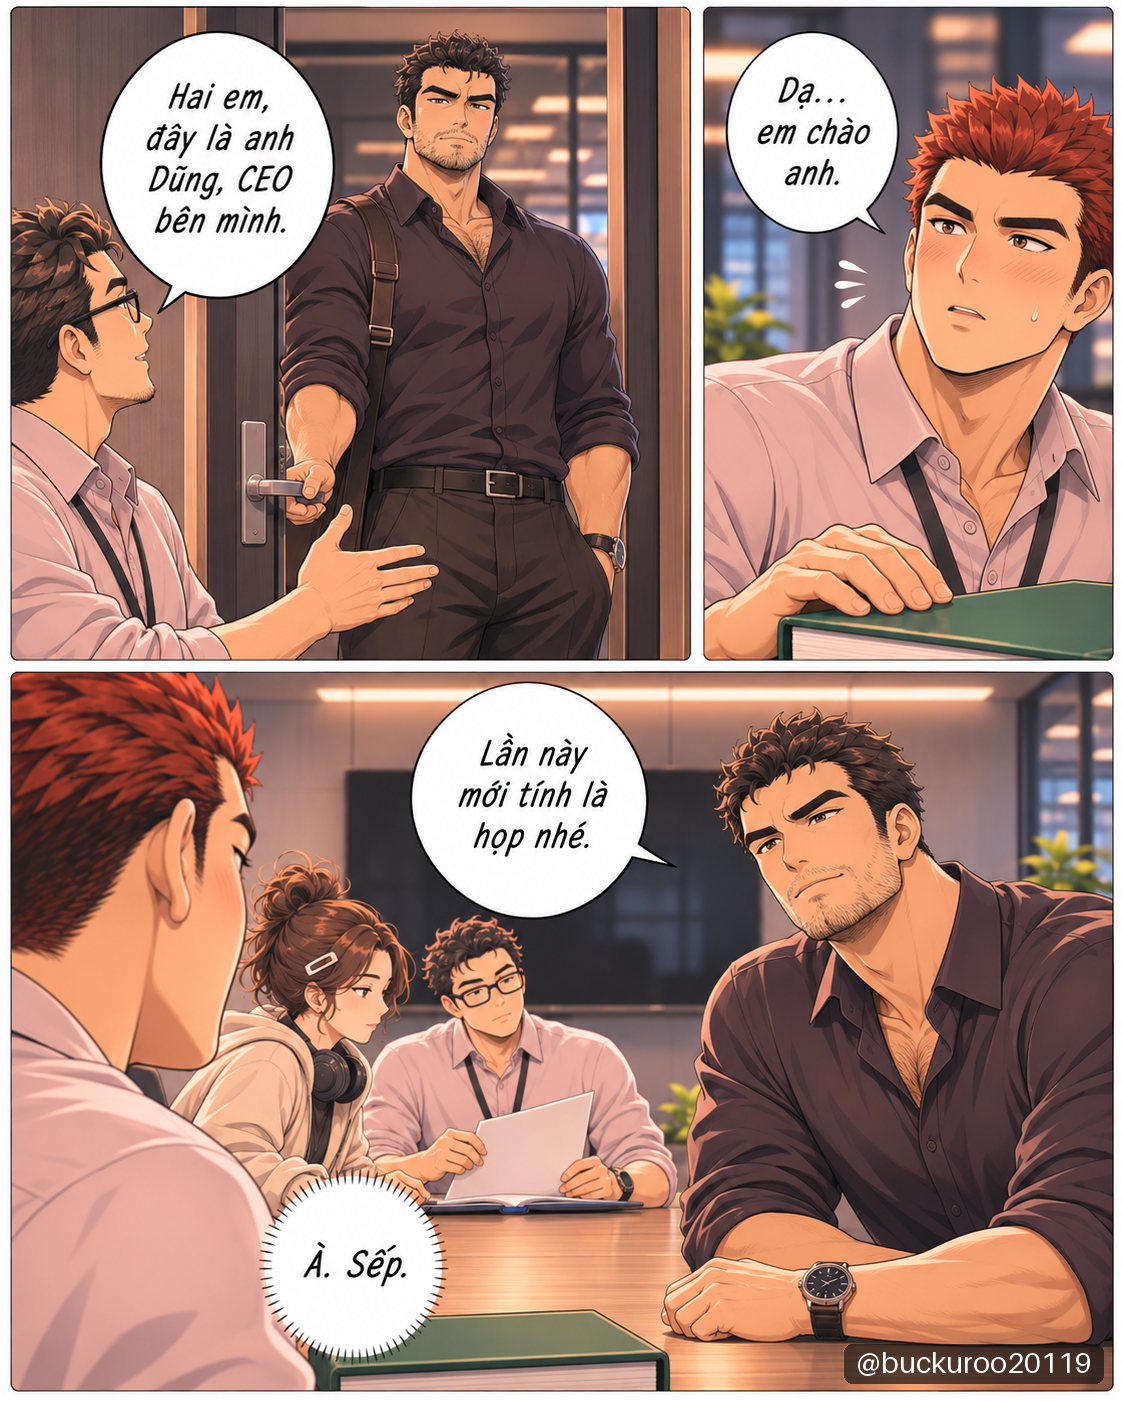 Hai em,
đây là anh
Dũng, CEO
bên mình.
Dạ...
em chào
anh.
Lần này
mới tính là
họp nhé.
À. Sếp.
@buckuroo20119